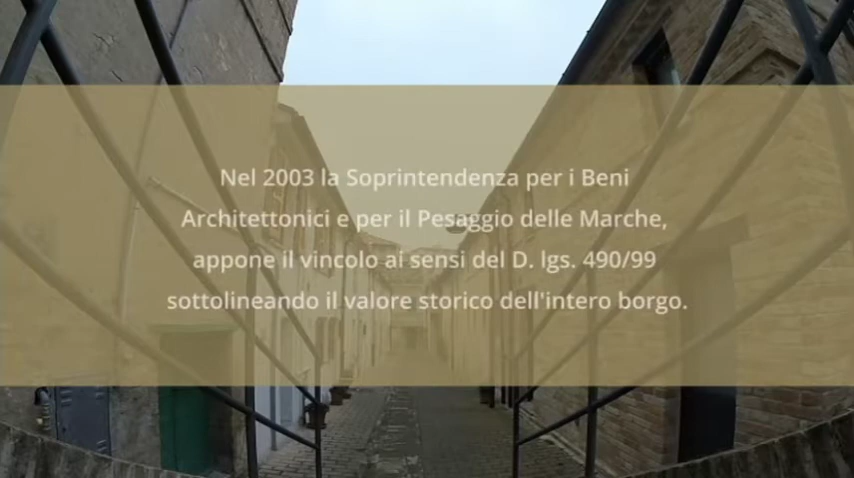 Nel 2003 la Soprintendenza per i Beni
Architettonici e per il Pesaggio delle Marche,
appone il vincolo ai sensi del D. lgs. 490/99
sottolineando il valore storico dell'intero borgo.